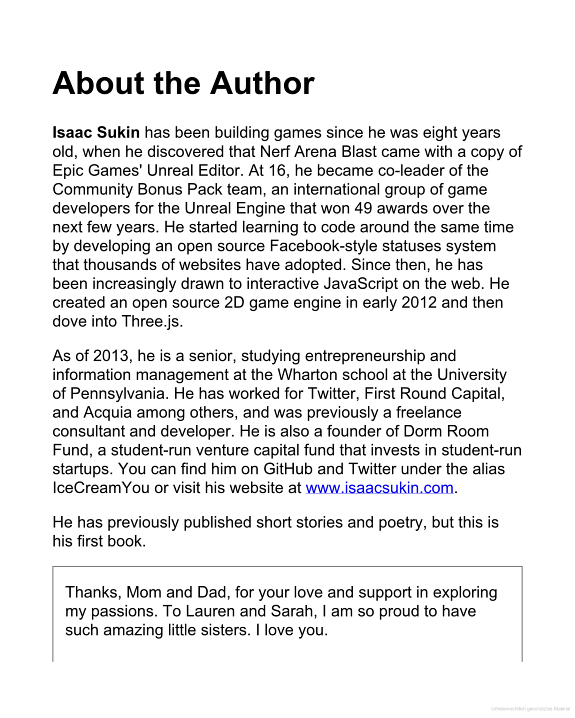 About the Author
Isaac Sukin has been building games since he was eight years
old, when he discovered that Nerf Arena Blast came with a copy of
Epic Games' Unreal Editor. At 16, he became co-leader of the
Community Bonus Pack team, an international group of game
developers for the Unreal Engine that won 49 awards over the
next few years. He started learning to code around the same time
by developing an open source Facebook-style statuses system
that thousands of websites have adopted. Since then, he has
been increasingly drawn to interactive JavaScript on the web. He
created an open source 2D game engine in early 2012 and then
dove into Three.js.
As of 2013, he is a senior, studying entrepreneurship and
information management at the Wharton school at the University
of Pennsylvania. He has worked for Twitter, First Round Capital,
and Acquia among others, and was previously a freelance
consultant and developer. He is also a founder of Dorm Room
Fund, a student-run venture capital fund that invests in student-run
startups. You can find him on GitHub and Twitter under the alias
IceCreamYou or visit his website at www.isaacsukin.com.
He has previously published short stories and poetry, but this is
his first book.
Thanks, Mom and Dad, for your love and support in exploring
my passions. To Lauren and Sarah, I am so proud to have
such amazing little sisters. I love you.
Urheberrechtlich geschütztes Material